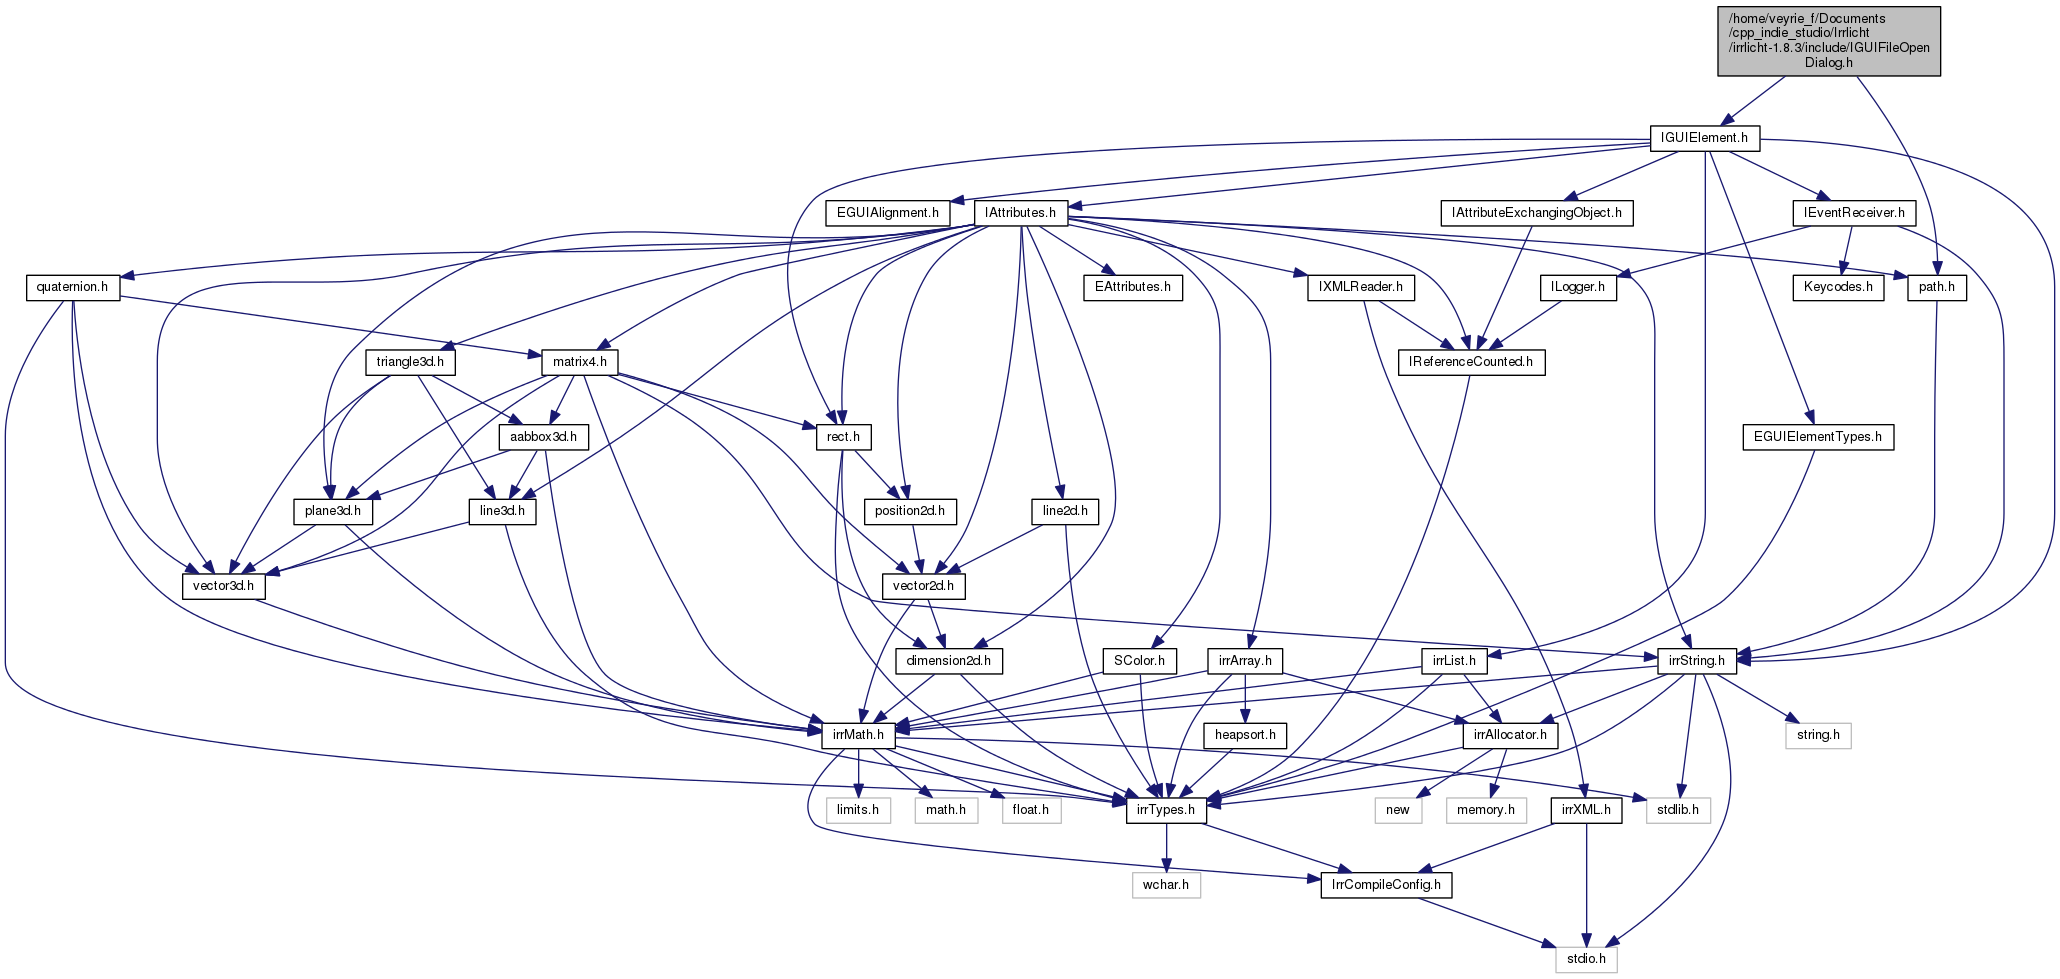 /home/veyrie_f/Documents
/cpp_indie_studio/Irrlicht
/irrlicht-1.8.3/include/IGUIFileOpen
Dialog.h
IGUIElement.h
EGUIAlignment.h
IAttributes.h
IAttributeExchangingObject.h
IEventReceiver.h
quaternion.h
EAttributes.h
IXMLReader.h
ILogger.h
Keycodes.h
path.h
triangle3d.h
matrix4.h
IReferenceCounted.h
aabbox3d.h
rect.h
EGUIElementTypes.h
plane3d.h
line3d.h
position2d.h
line2d.h
vector3d.h
vector2d.h
dimension2d.h
SColor.h
irrArray.h
irrList.h
irrString.h
irrMath.h
heapsort.h
irrAllocator.h
string.h
limits.h
math.h
float.h
irrTypes.h
new
memory.h
irrXML.h
stdlib.h
wchar.h
IrrCompileConfig.h
stdio.h